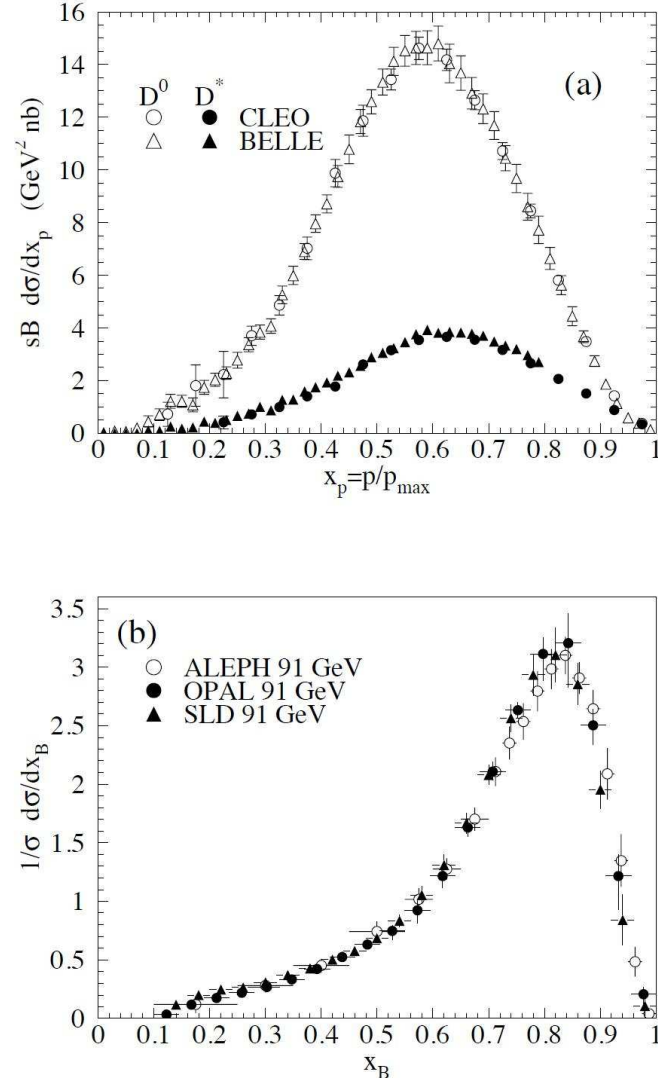 16
14
12
10
8
6
4
2
0
sB dσ/dx_p (GeV² nb)
(a)
D⁰ D*
CLEO
BELLE
0 0.1 0.2 0.3 0.4 0.5 0.6 0.7 0.8 0.9 1
x_p=p/p_max
3.5
3
2.5
2
1.5
1
0.5
0
1/σ dσ/dx_B
(b)
ALEPH 91 GeV
OPAL 91 GeV
SLD 91 GeV
0 0.1 0.2 0.3 0.4 0.5 0.6 0.7 0.8 0.9 1
x_B